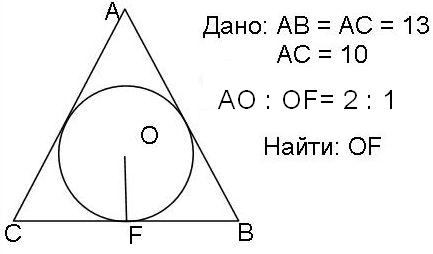 A
Дано: AB = AC = 13
AC = 10
AO : OF= 2 : 1
O
Найти: OF
C
F
B